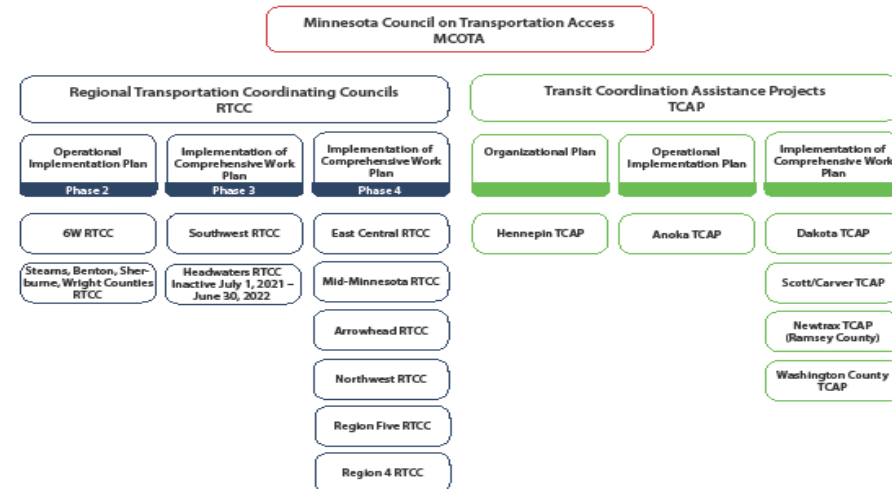 Minnesota Council on Transportation Access
MCOTA
Regional Transportation Coordinating Councils
RTCC
Transit Coordination Assistance Projects
TCAP
Operational
Implementation Plan
Phase 2
Implementation of
Comprehensive Work
Plan
Phase 3
Implementation of
Comprehensive Work
Plan
Phase 4
Organizational Plan
Operational
Implementation Plan
Implementation of
Comprehensive Work
Plan
6W RTCC
Stearns, Benton, Sher-
burne, Wright Counties
RTCC
Southwest RTCC
Headwaters RTCC
Inactive July 1, 2021 –
June 30, 2022
East Central RTCC
Mid-Minnesota RTCC
Arrowhead RTCC
Northwest RTCC
Region Five RTCC
Region 4 RTCC
Hennepin TCAP
Anoka TCAP
Dakota TCAP
Scott/Carver TCAP
Newtrax TCAP
(Ramsey County)
Washington County
TCAP